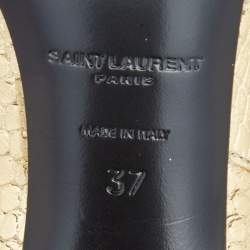 SAINT LAURENT
PARIS
MADE IN ITALY
37